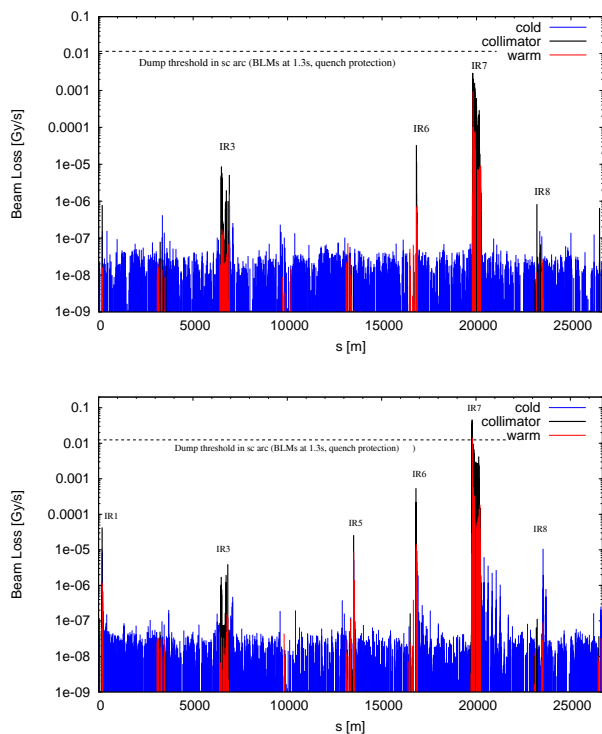 0.1
cold
collimator
warm
0.01
Dump threshold in sc arc (BLMs at 1.3s, quench protection)
IR7
0.001
0.0001
IR6
IR3
1e-05
IR8
1e-06
1e-07
1e-08
1e-09
Beam Loss [Gy/s]
0 5000 10000 15000 20000 25000
s [m]
0.1
IR7
cold
collimator
warm
0.01
Dump threshold in sc arc (BLMs at 1.3s, quench protection) )
0.001
IR6
0.0001
IR1
IR5
IR8
1e-05
IR3
1e-06
1e-07
1e-08
1e-09
Beam Loss [Gy/s]
0 5000 10000 15000 20000 25000
s [m]